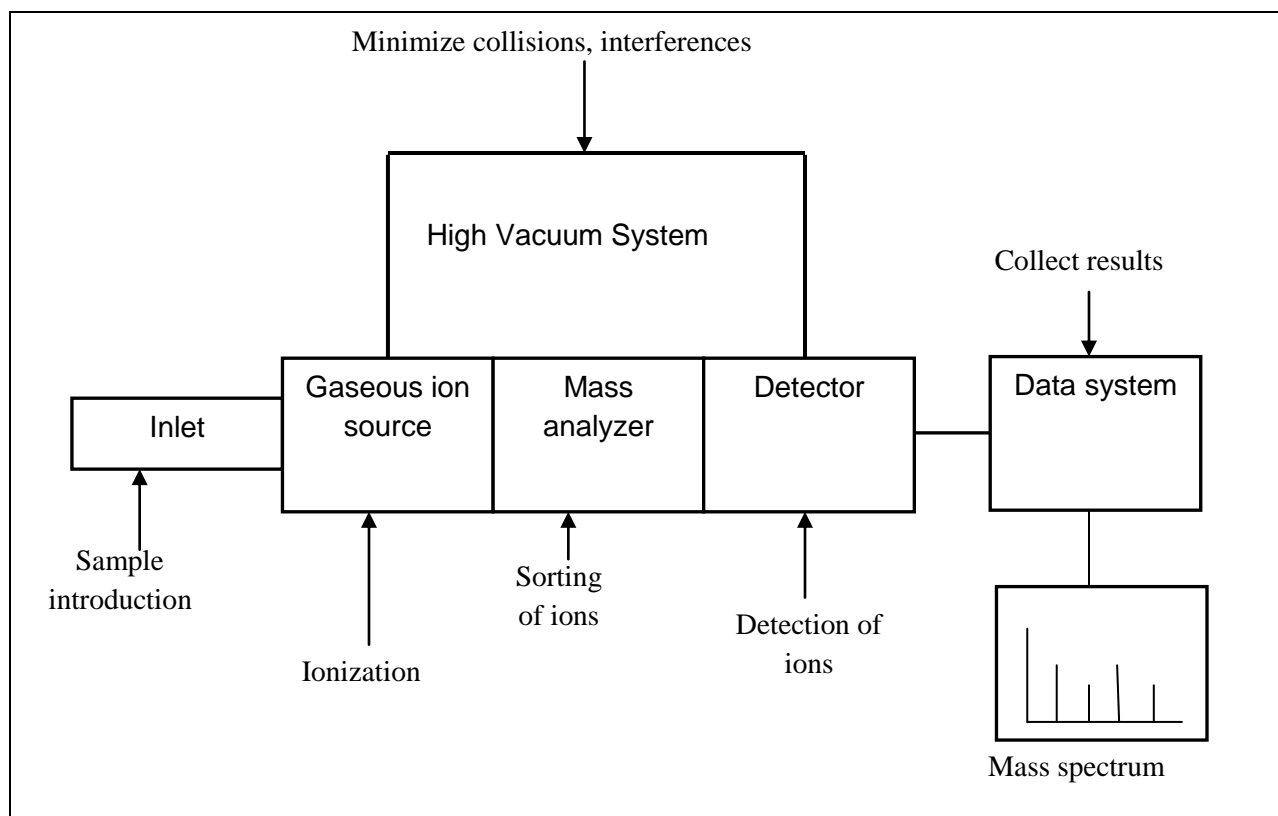 Minimize collisions, interferences
High Vacuum System
Collect results
Inlet
Gaseous ion
source
Mass
analyzer
Detector
Data system
Sample
introduction
Ionization
Sorting
of ions
Detection of
ions
Mass spectrum